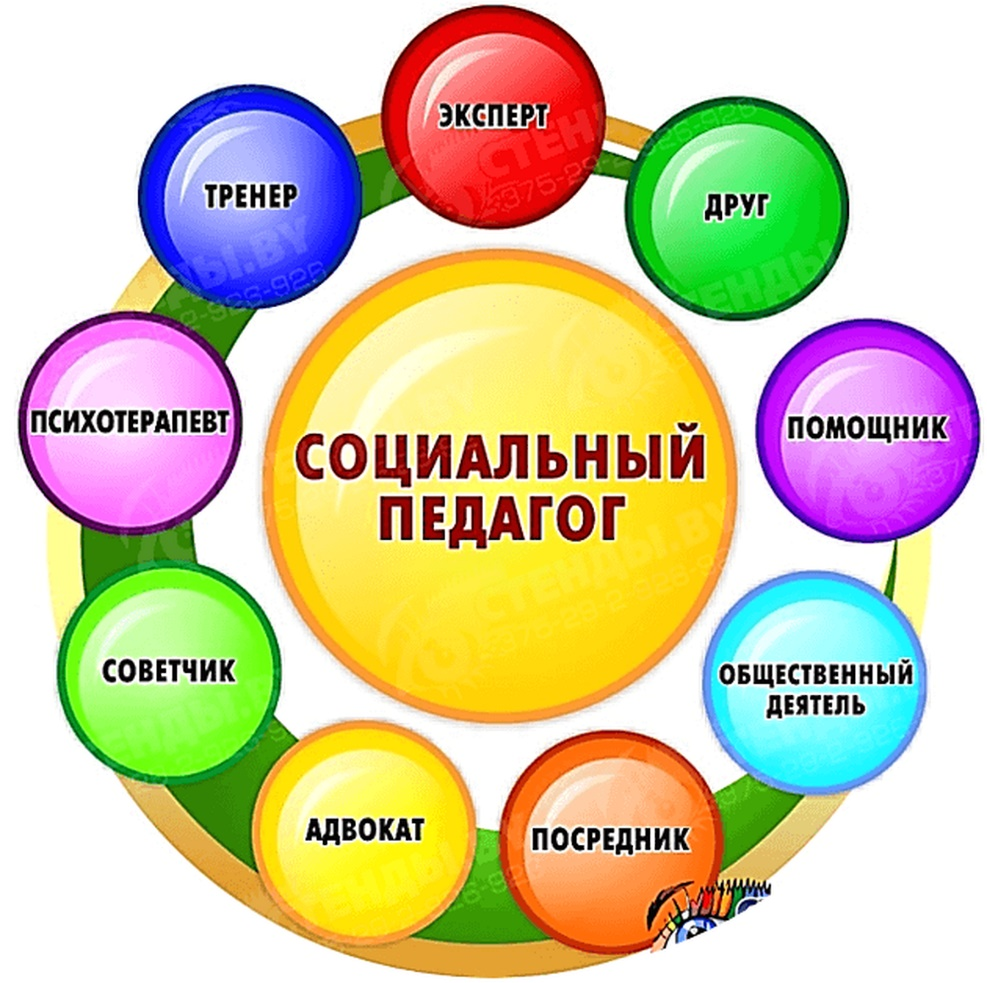 ЭКСПЕРТ
ТРЕНЕР
ДРУГ
ПСИХОТЕРАПЕВТ
ПОМОЩНИК
СОЦИАЛЬНЫЙ
ПЕДАГОГ
СОВЕТЧИК
ОБЩЕСТВЕННЫЙ
ДЕЯТЕЛЬ
АДВОКАТ
ПОСРЕДНИК